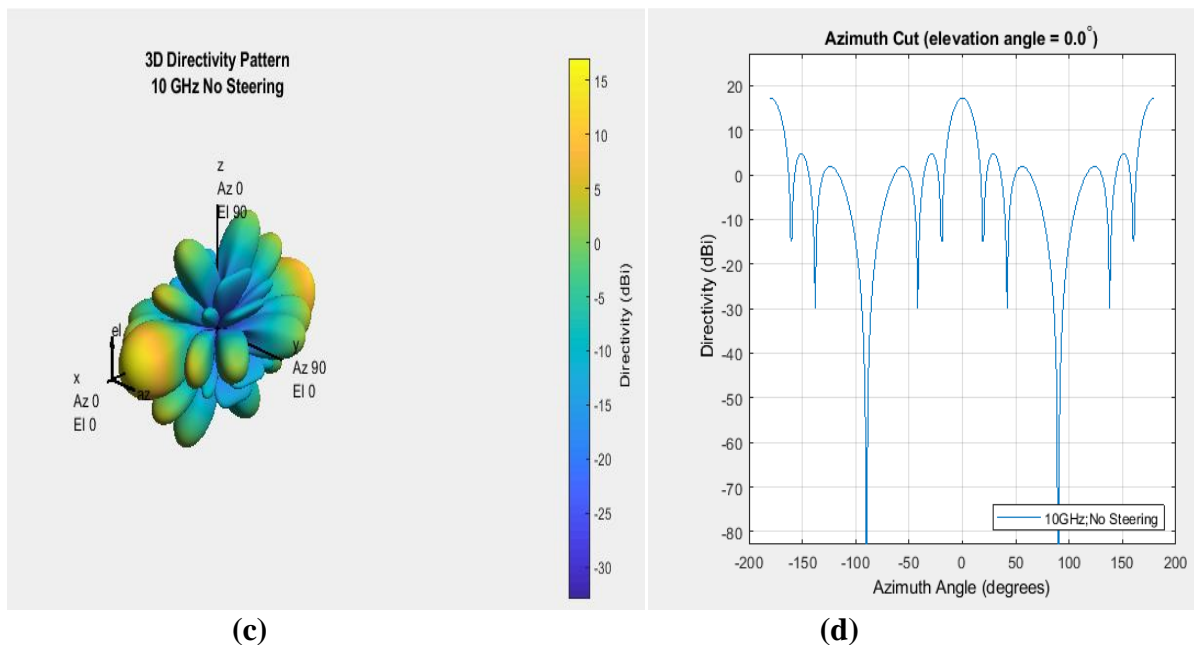 3D Directivity Pattern
10 GHz No Steering
z
Az 0
El 90
el
x
Az 0
El 0
az
y
Az 90
El 0
15
10
5
0
-5
-10
-15
-20
-25
-30
Directivity (dBi)
(c)
Azimuth Cut (elevation angle = 0.0°)
20
10
0
-10
-20
-30
-40
-50
-60
-70
-80
Directivity (dBi)
10GHz;No Steering
-200 -150 -100 -50 0 50 100 150 200
Azimuth Angle (degrees)
(d)